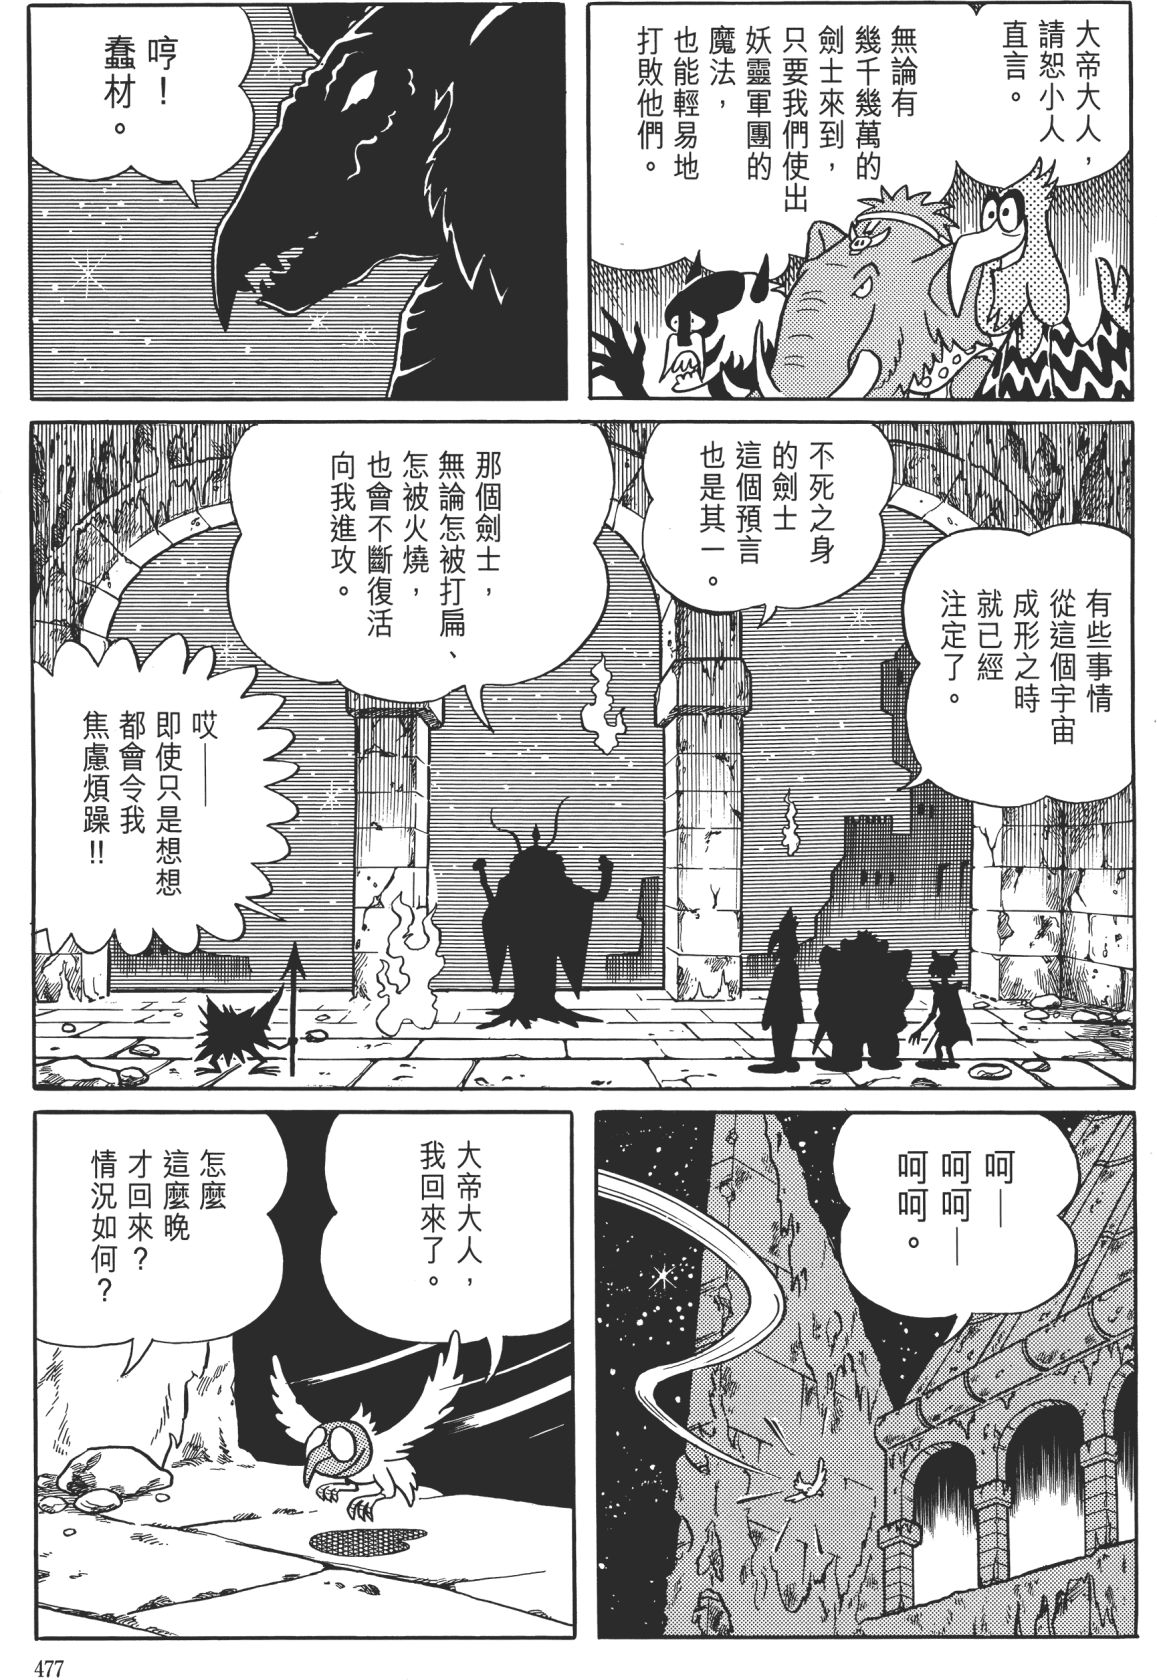 大帝大人，
請恕小人
直言。
無論有
幾千幾萬的
劍士來到，
只要我們使出
妖靈軍團的
魔法，
也能輕易地
打敗他們。
哼！
蠢材。
有些事情
從這個宇宙
成形之時
就已經
注定了。
不死之身
的劍士
這個預言
也是其一。
那個劍士，
無論怎被打扁、
怎被火燒，
也會不斷復活
向我進攻。
哎——
即使只是想想
都會令我
焦慮煩躁!!
呵—
呵呵—
呵呵。
大帝大人，
我回來了。
怎麼
這麼晚
才回來？
情況如何？
477